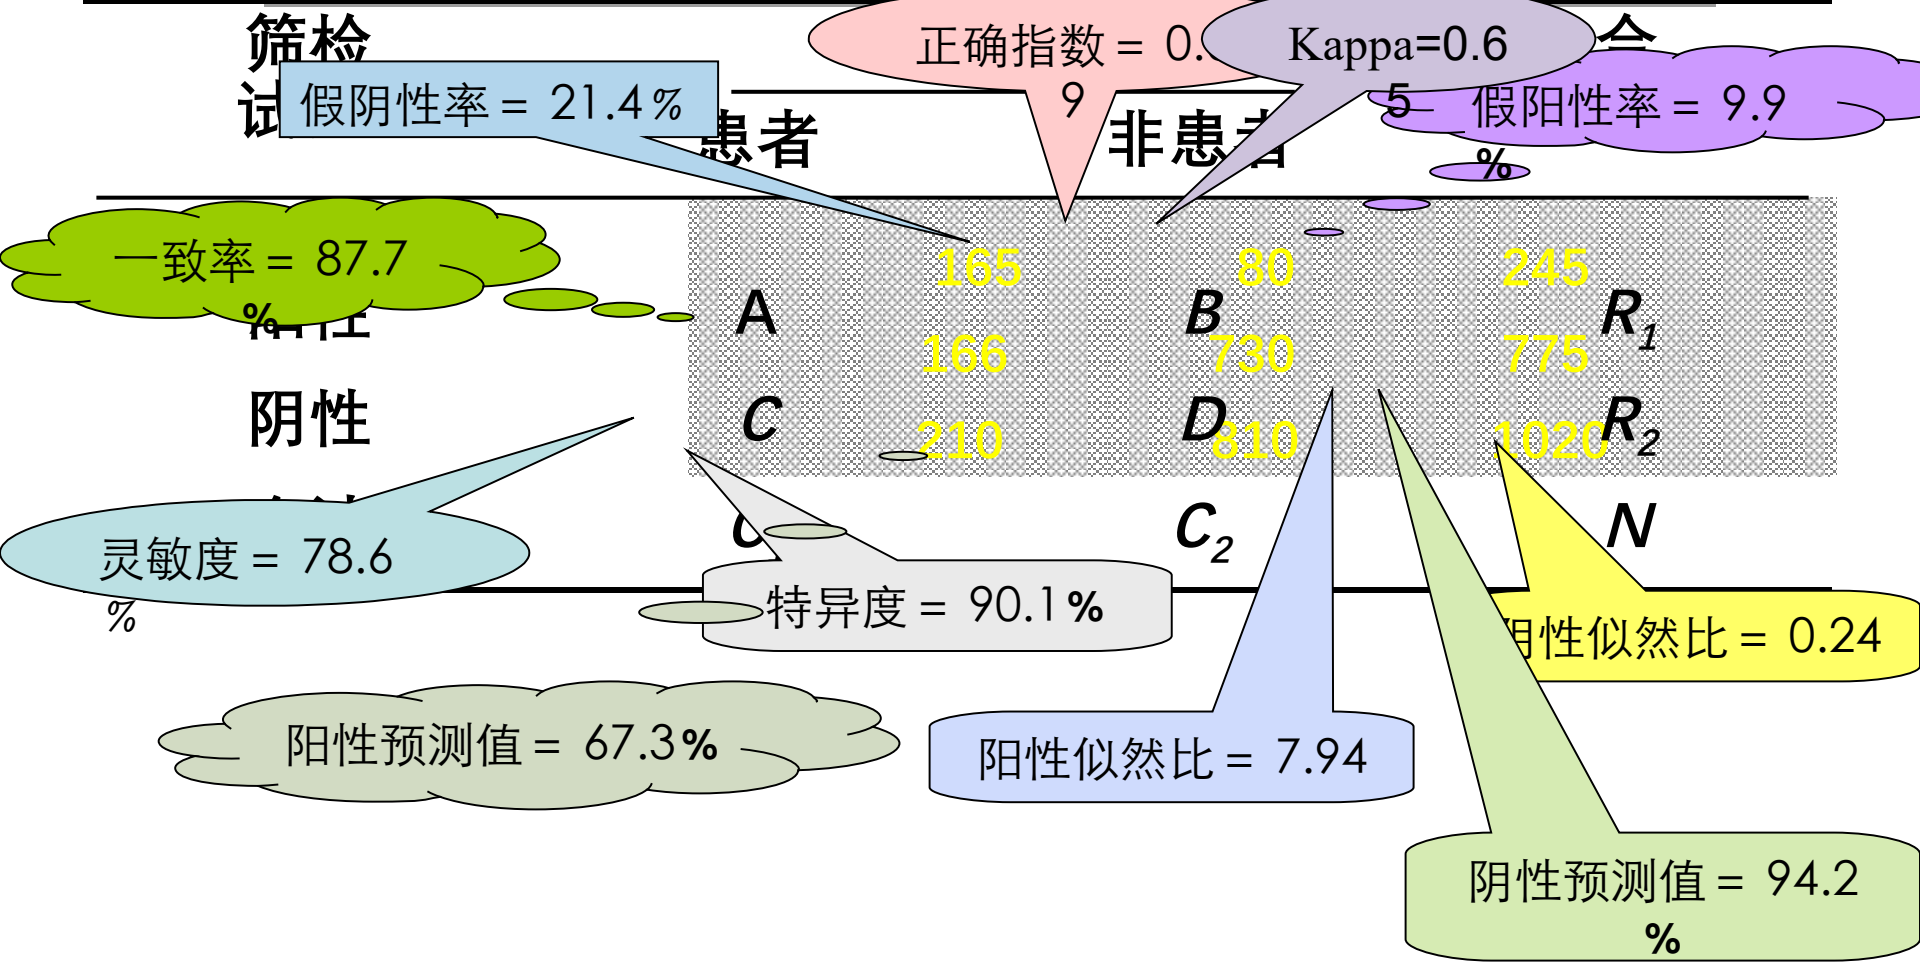 筛检
正确指数 = 0.
9
Kappa=0.6
5
假阴性率 = 21.4%
假阳性率 = 9.9
%
患者
非患者
一致率 = 87.7
%
165 80 245
A B R1
166 730 775
阴性 C D R2
210 810 1020
C2 N
灵敏度 = 78.6
%
特异度 = 90.1%
阴性似然比 = 0.24
阳性预测值 = 67.3%
阳性似然比 = 7.94
阴性预测值 = 94.2
%